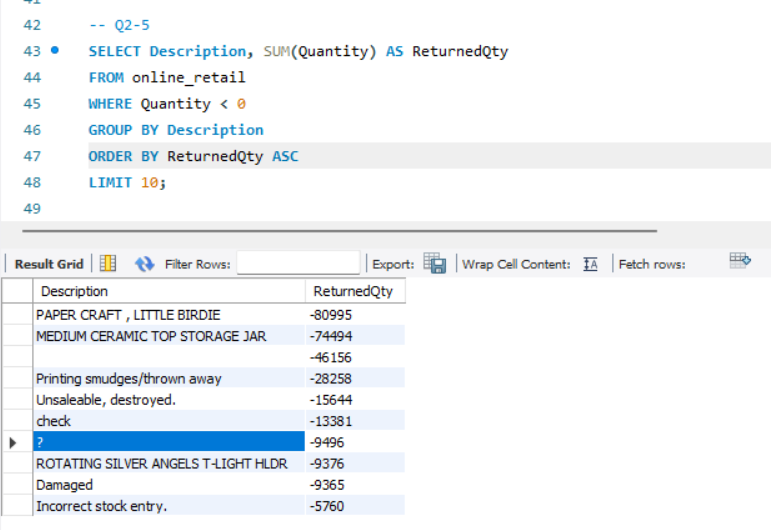 41
42 -- Q2-5
43 SELECT Description, SUM(Quantity) AS ReturnedQty
44 FROM online_retail
45 WHERE Quantity < 0
46 GROUP BY Description
47 ORDER BY ReturnedQty ASC
48 LIMIT 10;
49
Result Grid Filter Rows: Export: Wrap Cell Content: Fetch rows:
Description ReturnedQty
PAPER CRAFT , LITTLE BIRDIE -80995
MEDIUM CERAMIC TOP STORAGE JAR -74494
-46156
Printing smudges/thrown away -28258
Unsaleable, destroyed. -15644
check -13381
? -9496
ROTATING SILVER ANGELS T-LIGHT HLDR -9376
Damaged -9365
Incorrect stock entry. -5760